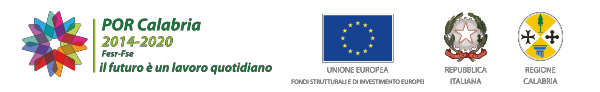 POR Calabria
2014-2020
Fesr-Fse
il futuro è un lavoro quotidiano
UNIONE EUROPEA
FONDI STRUTTURALI E DI INVESTIMENTO EUROPEI
REPUBBLICA
ITALIANA
REGIONE
CALABRIA